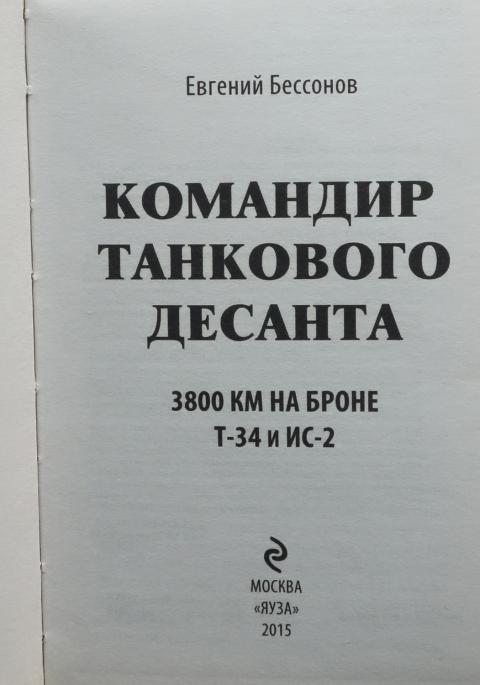 Евгений Бессонов
КОМАНДИР
ТАНКОВОГО
ДЕСАНТА
3800 КМ НА БРОНЕ
Т-34 и ИС-2
МОСКВА
«ЯУЗА»
2015